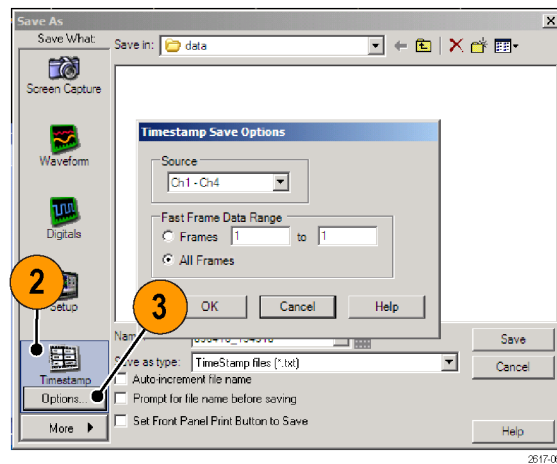 Save As
Save What:
Save in: data
Screen Capture
Waveform
Digitals
Setup
Timestamp
Options...
More
Timestamp Save Options
Source
Ch1 - Ch4
Fast Frame Data Range
Frames 1 to 1
All Frames
OK Cancel Help
2
3
Save
Save as type: TimeStamp files (*.txt)
Cancel
Auto-increment file name
Prompt for file name before saving
Set Front Panel Print Button to Save
Help